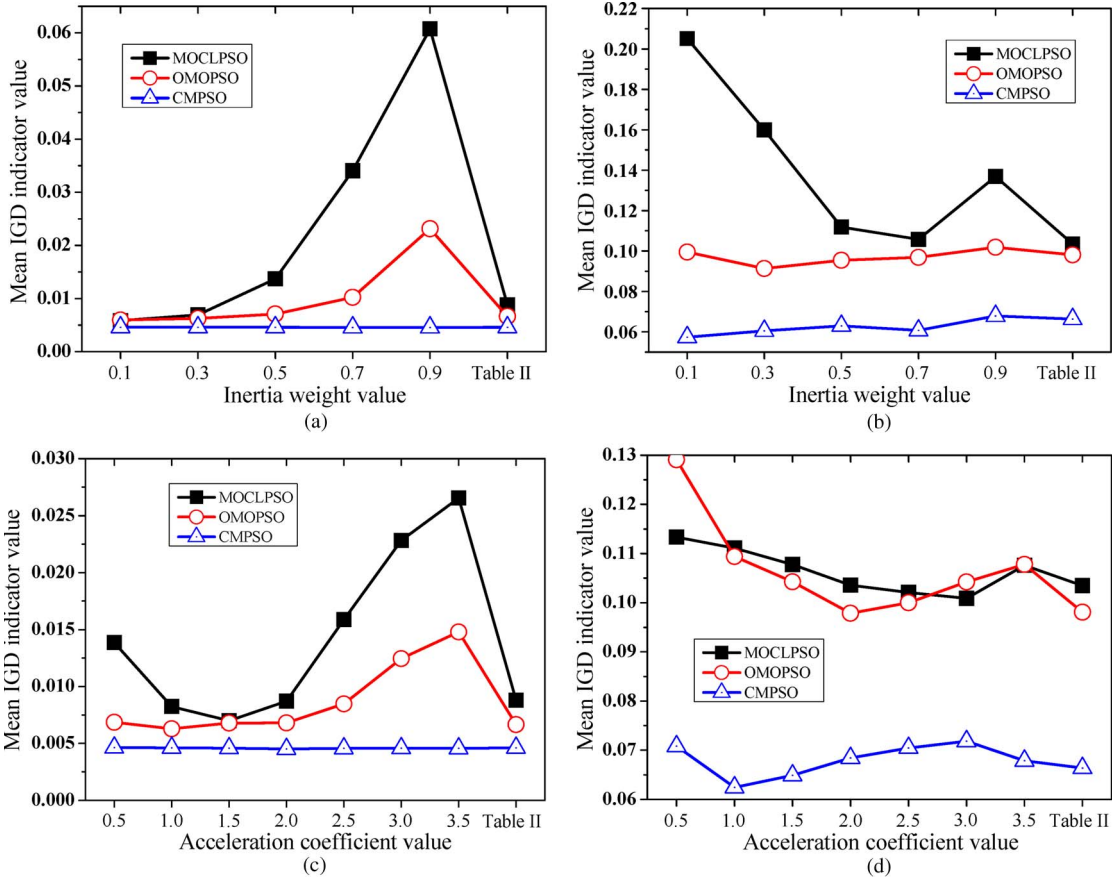 0.06
0.05
0.04
0.03
0.02
0.01
0.00
Mean IGD indicator value
MOCLPSO
OMOPSO
CMPSO
0.1 0.3 0.5 0.7 0.9 Table II
Inertia weight value
(a)
0.22
0.20
0.18
0.16
0.14
0.12
0.10
0.08
0.06
Mean IGD indicator value
MOCLPSO
OMOPSO
CMPSO
0.1 0.3 0.5 0.7 0.9 Table II
Inertia weight value
(b)
0.030
0.025
0.020
0.015
0.010
0.005
0.000
Mean IGD indicator value
MOCLPSO
OMOPSO
CMPSO
0.5 1.0 1.5 2.0 2.5 3.0 3.5 Table II
Acceleration coefficient value
(c)
0.13
0.12
0.11
0.10
0.09
0.08
0.07
0.06
Mean IGD indicator value
MOCLPSO
OMOPSO
CMPSO
0.5 1.0 1.5 2.0 2.5 3.0 3.5 Table II
Acceleration coefficient value
(d)